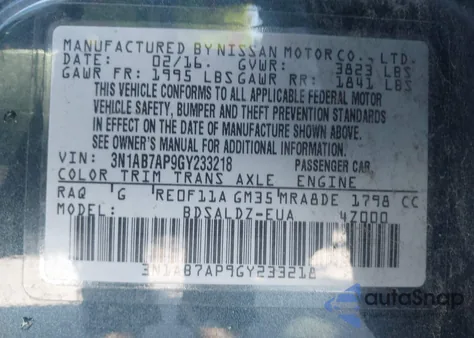 MANUFACTURED BY NISSAN MOTOR CO., LTD.
DATE: 02/16. GVWR: 3823 LBS
GAWR FR: 1995 LBS GAWR RR: 1841 LBS
THIS VEHICLE CONFORMS TO ALL APPLICABLE FEDERAL MOTOR
VEHICLE SAFETY, BUMPER AND THEFT PREVENTION STANDARDS
IN EFFECT ON THE DATE OF MANUFACTURE SHOWN ABOVE.
SEE OWNER'S MANUAL FOR ADDITIONAL INFORMATION.
VIN: 3N1AB7AP9GY233218 PASSENGER CAR
COLOR TRIM TRANS AXLE ENGINE
RAQ G RE0F11A GM35 MRA8DE 1798 CC
MODEL: BDSALDZ-EUA 4Z000
3N1AB7AP9GY233218
autoSnap